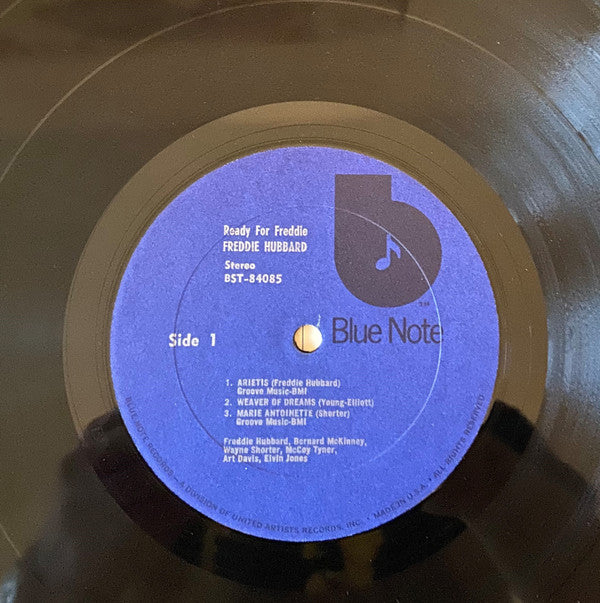 Ready For Freddie
FREDDIE HUBBARD
Stereo
BST-84085
b
TM
Blue Note
Side 1
1. ARIETIS (Freddie Hubbard)
Groove Music-BMI
2. WEAVER OF DREAMS (Young-Elliott)
3. MARIE ANTOINETTE (Shorter)
Groove Music-BMI
Freddie Hubbard, Bernard McKinney,
Wayne Shorter, McCoy Tyner,
Art Davis, Elvin Jones
BLUE NOTE RECORDS — A DIVISION OF UNITED ARTISTS RECORDS, INC. • MADE IN U.S.A. • ALL RIGHTS RESERVED